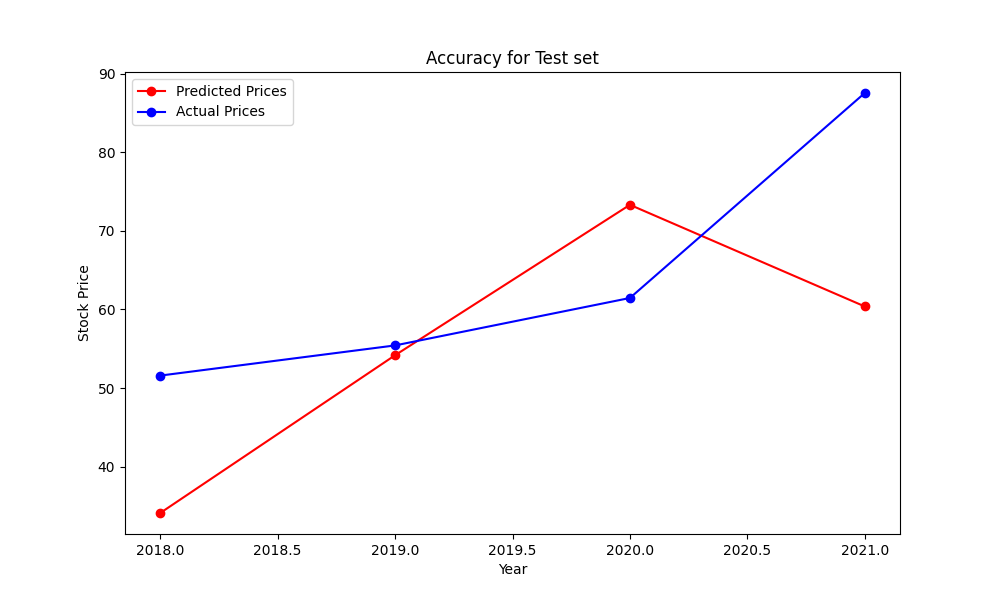 Accuracy for Test set
Predicted Prices
Actual Prices
90
80
70
60
50
40
Stock Price
2018.0 2018.5 2019.0 2019.5 2020.0 2020.5 2021.0
Year